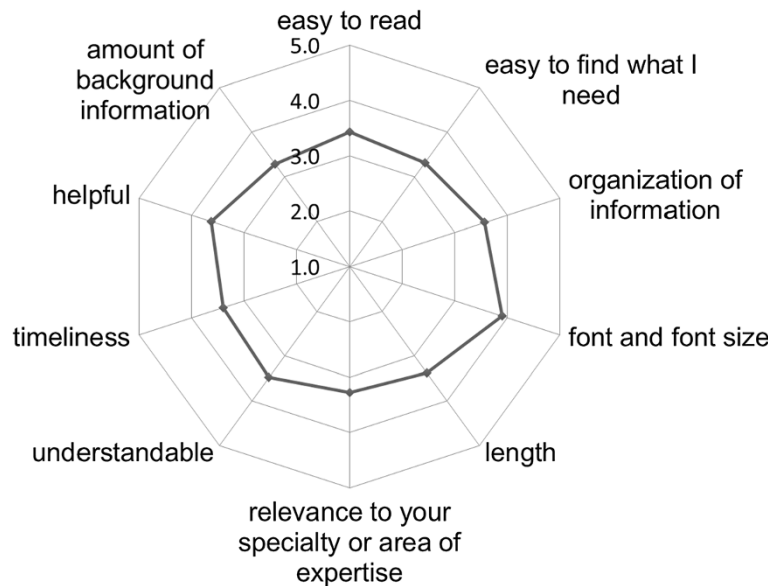 easy to read
5.0
amount of
background
information
easy to find what I
need
4.0
3.0
helpful
organization of
information
2.0
1.0
timeliness
font and font size
understandable
length
relevance to your
specialty or area of
expertise